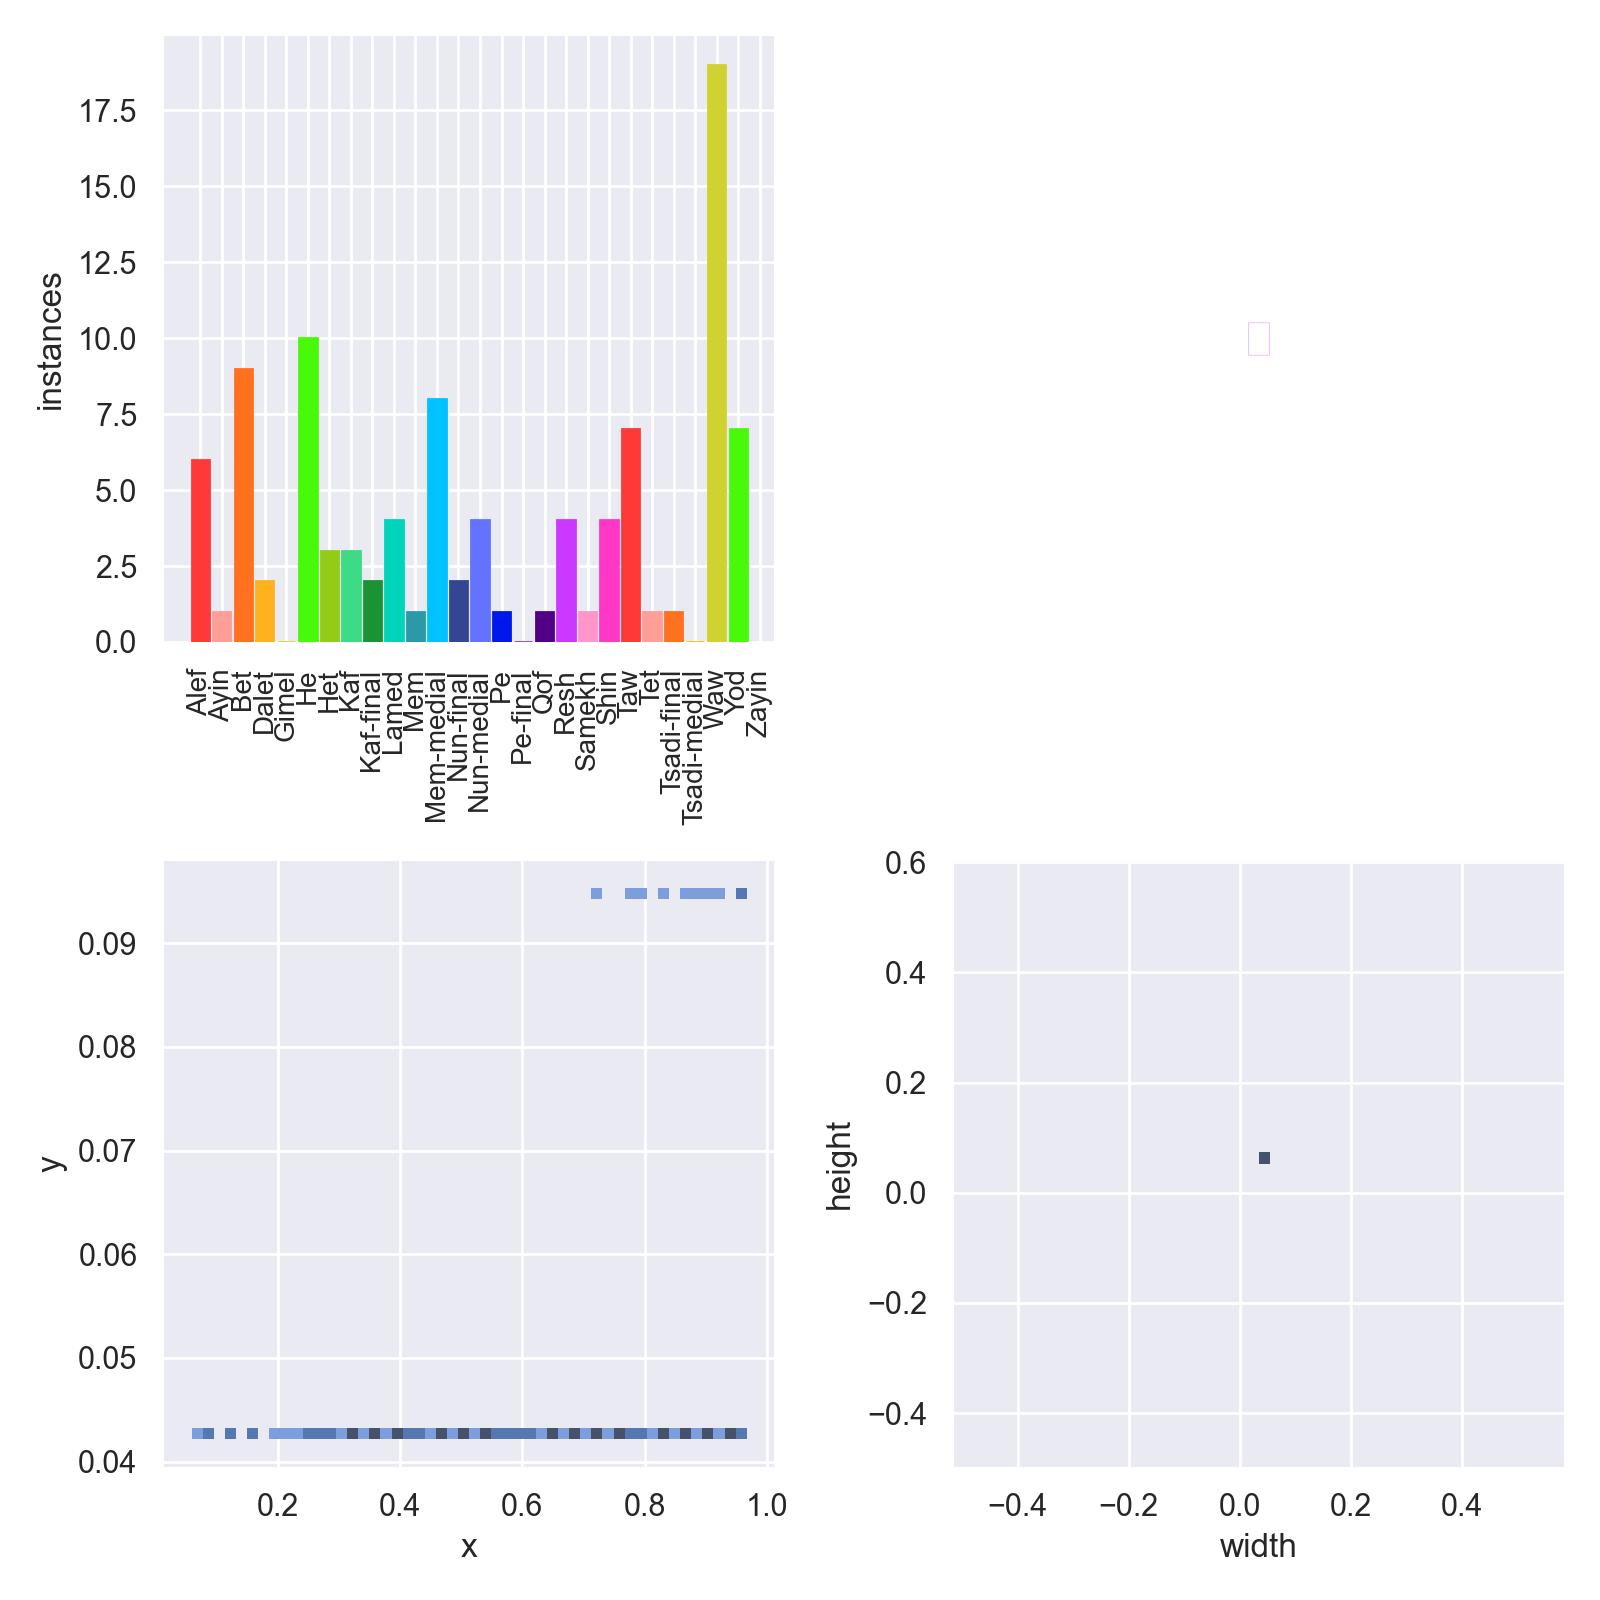 17.5
15.0
12.5
10.0
7.5
5.0
2.5
0.0
instances
Alef
Ayin
Bet
Dalet
Gimel
He
Het
Kaf
Kaf-final
Lamed
Mem
Mem-medial
Nun-final
Nun-medial
Pe
Pe-final
Qof
Resh
Samekh
Shin
Taw
Tet
Tsadi-final
Tsadi-medial
Waw
Yod
Zayin
0.09
0.08
0.07
0.06
0.05
0.04
y
0.2 0.4 0.6 0.8 1.0
x
0.6
0.4
0.2
0.0
−0.2
−0.4
height
−0.4 −0.2 0.0 0.2 0.4
width